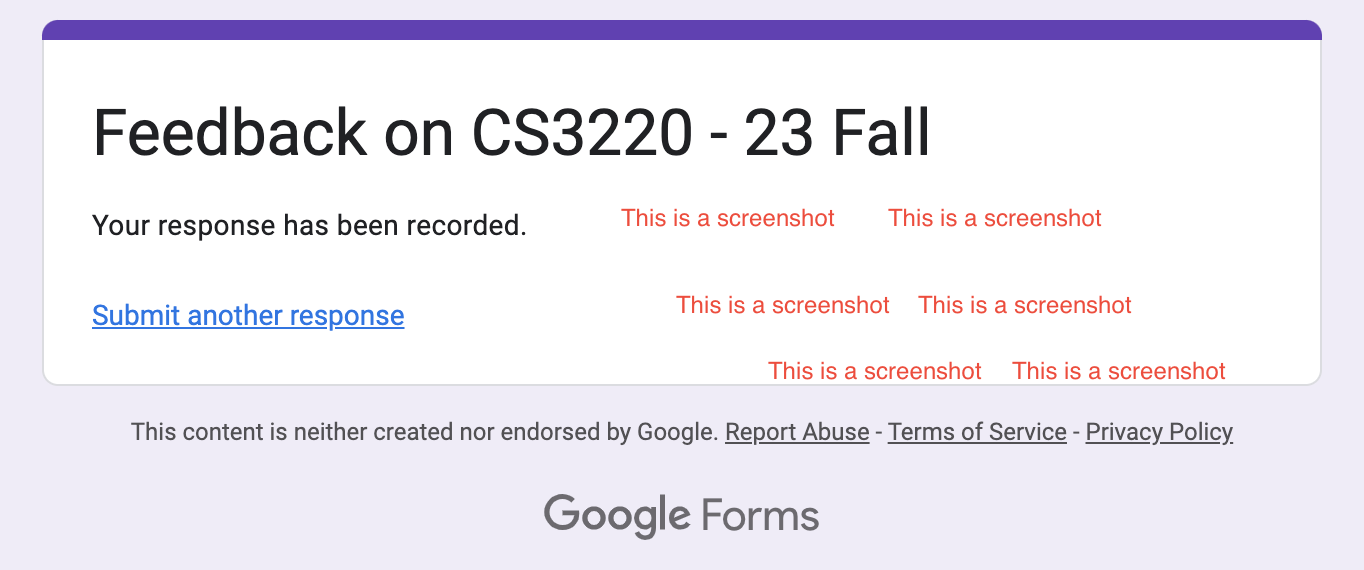 Feedback on CS3220 - 23 Fall
Your response has been recorded.
This is a screenshot This is a screenshot
Submit another response
This is a screenshot This is a screenshot
This is a screenshot This is a screenshot
This content is neither created nor endorsed by Google. Report Abuse - Terms of Service - Privacy Policy
Google Forms